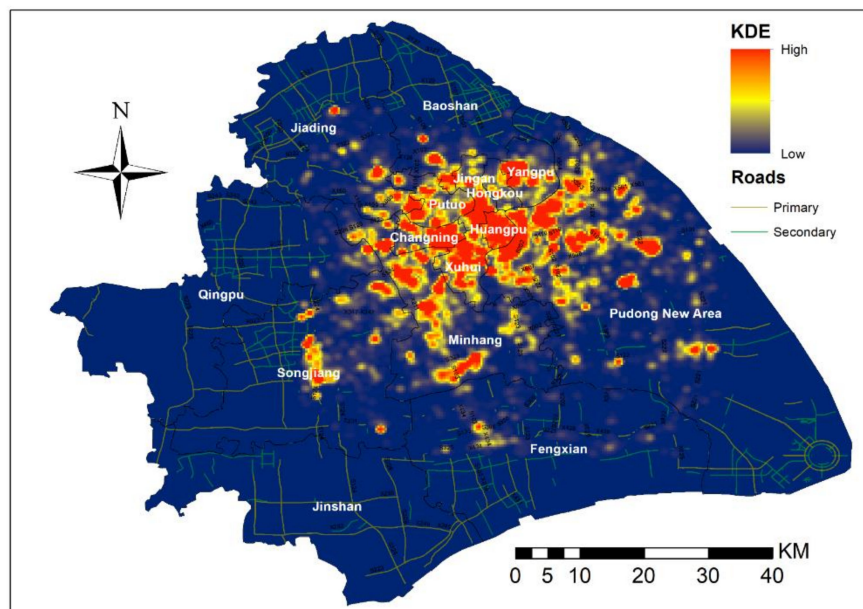 KDE
High
Low
Roads
Primary
Secondary
N
Baoshan
Jiading
Yangpu
Jingan
Hongkou
Putuo
Huangpu
Changning
Xuhui
Qingpu
Pudong New Area
Minhang
Songjiang
Fengxian
Jinshan
KM
0 5 10 20 30 40